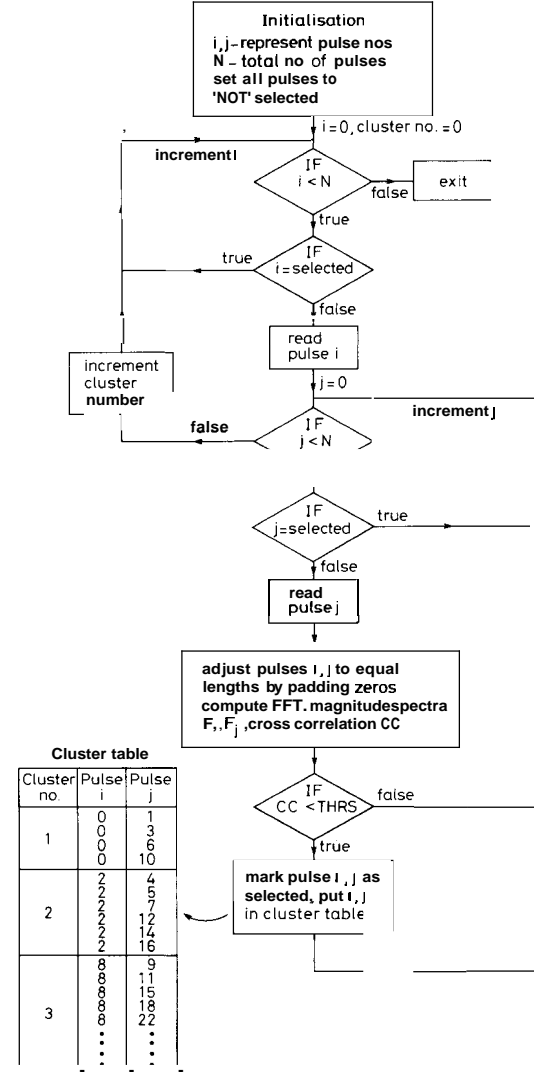 Initialisation
i,j-represent pulse nos
N - total no of pulses
set all pulses to
'NOT' selected
i=0, cluster no. =0
increment I
IF
i < N
false
exit
true
IF
i = selected
true
false
read
pulse i
j=0
increment j
increment
cluster
number
IF
j < N
false
IF
j=selected
true
false
read
pulse j
adjust pulses i, j to equal
lengths by padding zeros
compute FFT. magnitudespectra
F, ,Fj ,cross correlation CC
IF
CC < THRS
false
true
mark pulse i, j as
selected, put i, j
in cluster table
Cluster table
Cluster Pulse Pulse
no. i j
0 1
0 3
1
0 6
0 10
2 4
2 5
2 7
2
2 12
2 14
2 16
8 9
8 11
8 15
8 18
3
8 22